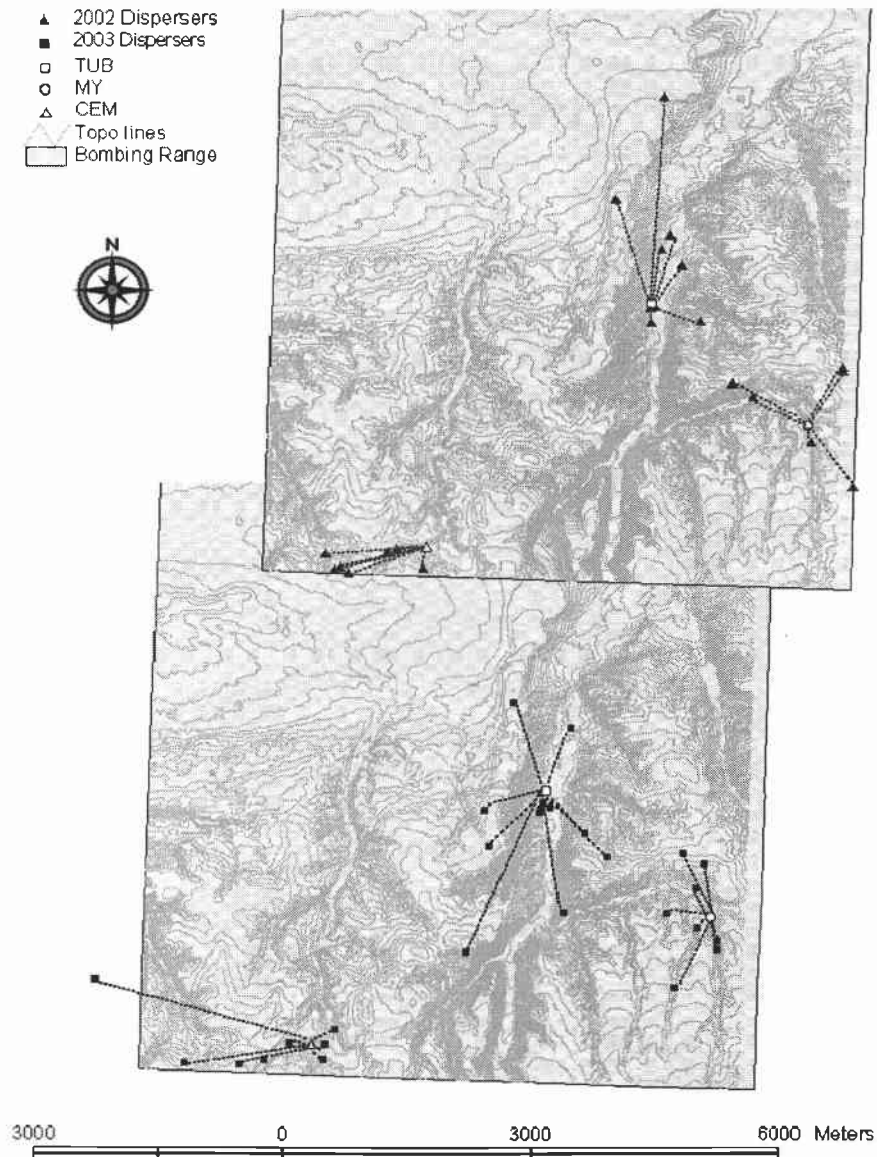 2002 Dispersers
2003 Dispersers
TUB
MY
CEM
Topo lines
Bombing Range
N
3000 0 3000 6000 Meters